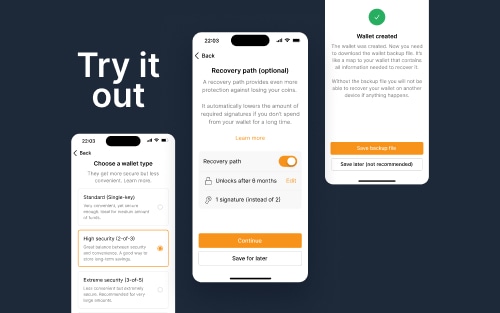 Try it
out
22:03
Back
Choose a wallet type
They get more secure but less
convenient. Learn more.
Standard (Single-key)
Very convenient, yet secure
enough. Ideal for medium amount
of funds.
High security (2-of-3)
Great balance between security
and convenience. A good way to
store long-term savings.
Extreme security (3-of-5)
Less convenient but extremely
secure. Recommended for very
large amounts.
22:03
Back
Recovery path (optional)
A recovery path provides even more
protection against losing your coins.
It automatically lowers the amount of
required signatures if you don't spend
from your wallet for a long time.
Learn more
Recovery path
Unlocks after 6 months Edit
1 signature (instead of 2)
Continue
Save for later
Wallet created
The wallet was created. Now you need
to download the wallet backup file. It's
like a map to your wallet that contains
all information needed to recover it.
Without the backup file you will not be
able to recover your wallet on another
device if anything happens.
Save backup file
Save later (not recommended)